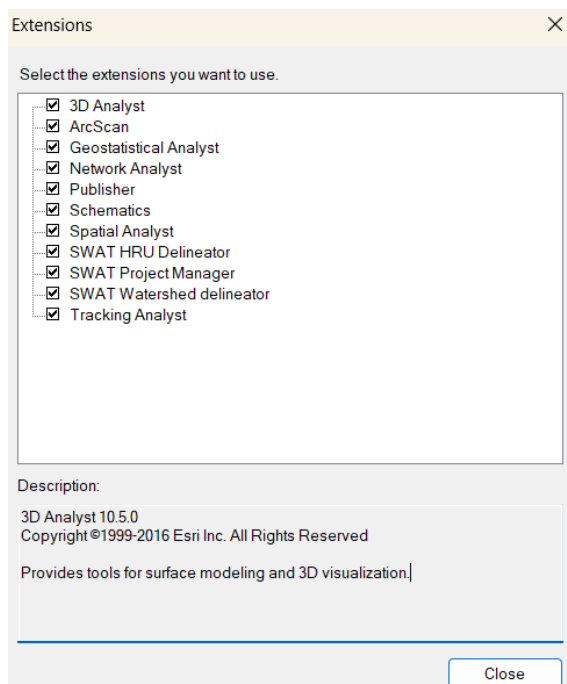 Extensions
Select the extensions you want to use.
3D Analyst
ArcScan
Geostatistical Analyst
Network Analyst
Publisher
Schematics
Spatial Analyst
SWAT HRU Delineator
SWAT Project Manager
SWAT Watershed delineator
Tracking Analyst
Description:
3D Analyst 10.5.0
Copyright ©1999-2016 Esri Inc. All Rights Reserved
Provides tools for surface modeling and 3D visualization.
Close